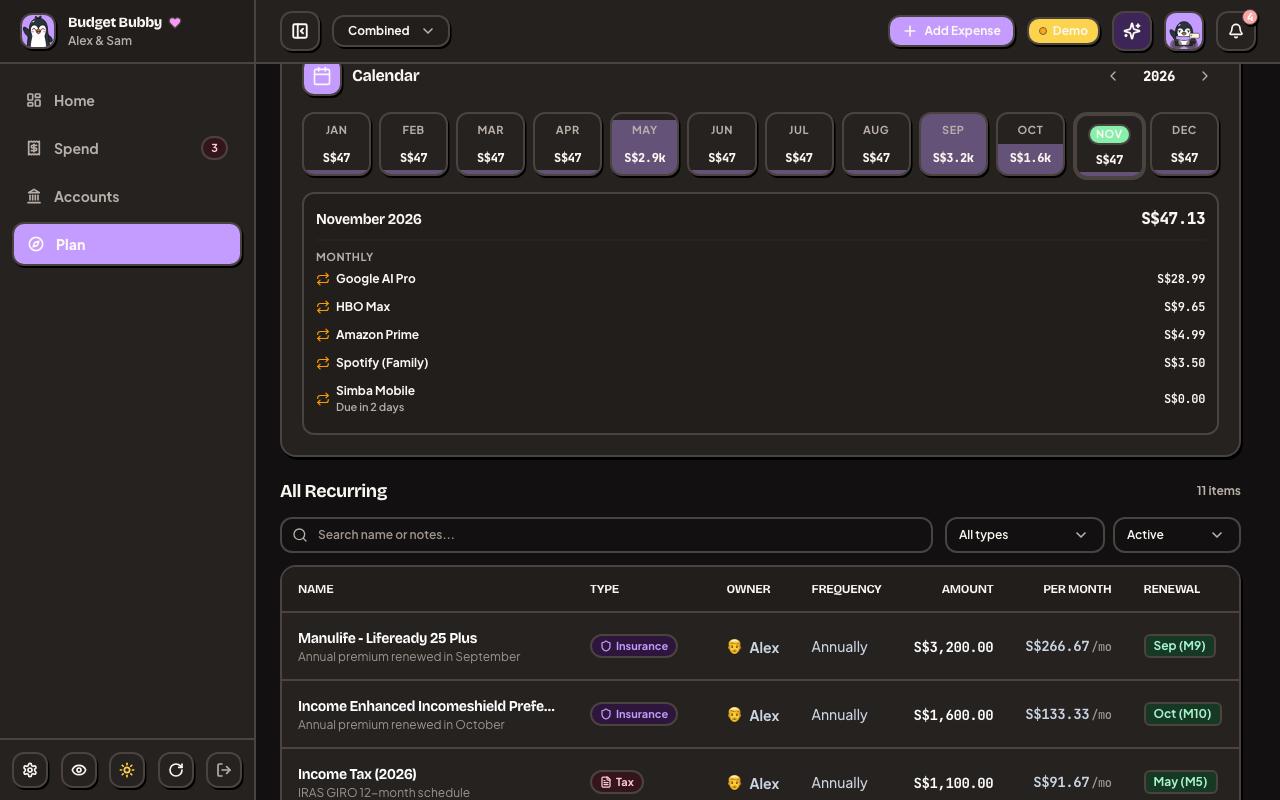 Budget Bubby
Alex & Sam
Combined
Add Expense
Demo
4
Home
Spend
3
Accounts
Plan
Calendar
2026
JAN
FEB
MAR
APR
MAY
JUN
JUL
AUG
SEP
OCT
NOV
DEC
S$47
S$47
S$47
S$47
S$2.9k
S$47
S$47
S$47
S$3.2k
S$1.6k
S$47
S$47
November 2026
S$47.13
MONTHLY
Google AI Pro
S$28.99
HBO Max
S$9.65
Amazon Prime
S$4.99
Spotify (Family)
S$3.50
Simba Mobile
Due in 2 days
S$0.00
All Recurring
11 items
Search name or notes...
All types
Active
NAME TYPE OWNER FREQUENCY AMOUNT PER MONTH RENEWAL
Manulife - Lifeready 25 Plus
Annual premium renewed in September
Insurance
Alex
Annually
S$3,200.00
S$266.67/mo
Sep (M9)
Income Enhanced Incomeshield Prefe...
Annual premium renewed in October
Insurance
Alex
Annually
S$1,600.00
S$133.33/mo
Oct (M10)
Income Tax (2026)
IRAS GIRO 12-month schedule
Tax
Alex
Annually
S$1,100.00
S$91.67/mo
May (M5)